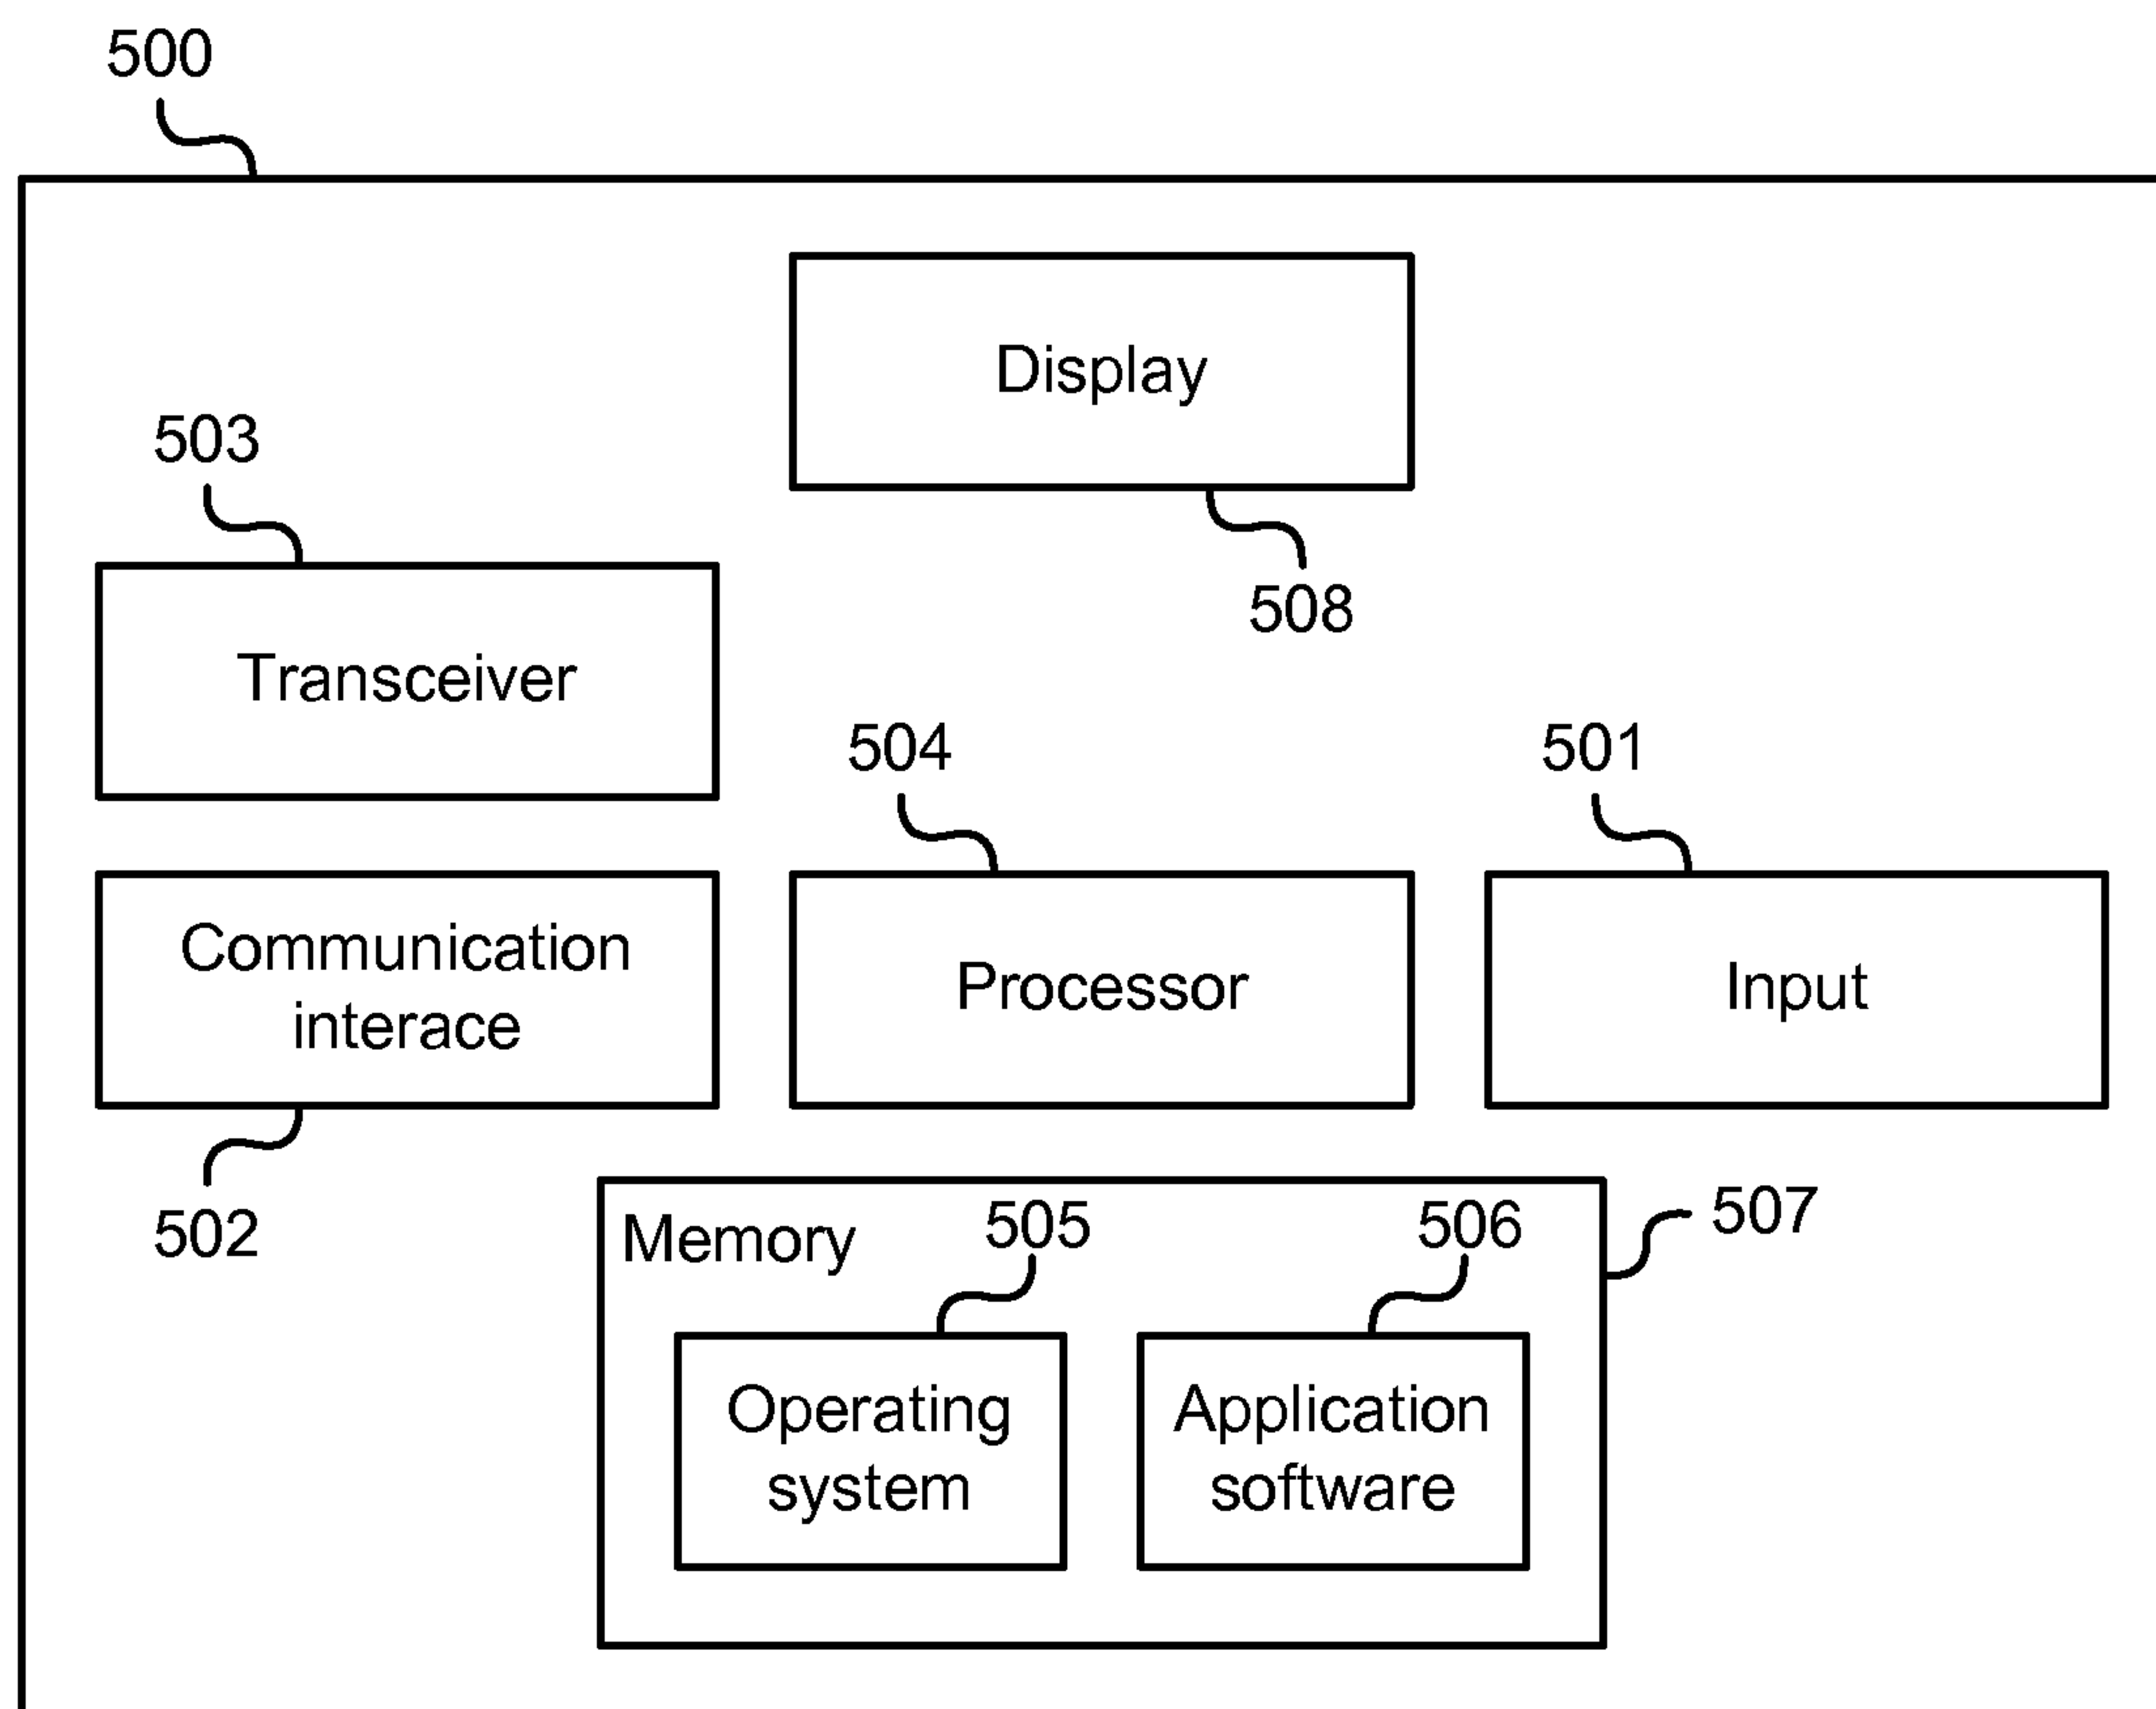 500
Display
503
508
Transceiver
504
501
Communication
interace
Processor
Input
502
Memory
505
506
507
Operating
system
Application
software